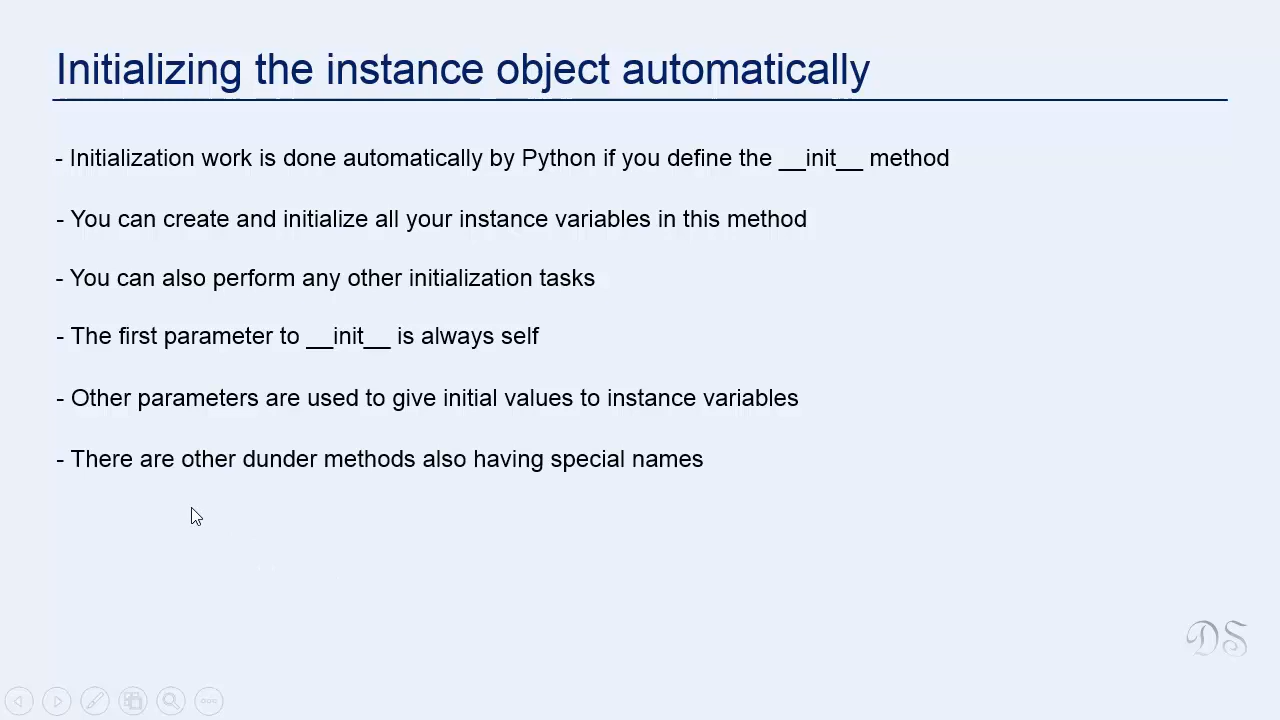 Initializing the instance object automatically
- Initialization work is done automatically by Python if you define the __init__ method
- You can create and initialize all your instance variables in this method
- You can also perform any other initialization tasks
- The first parameter to __init__ is always self
- Other parameters are used to give initial values to instance variables
- There are other dunder methods also having special names
DS